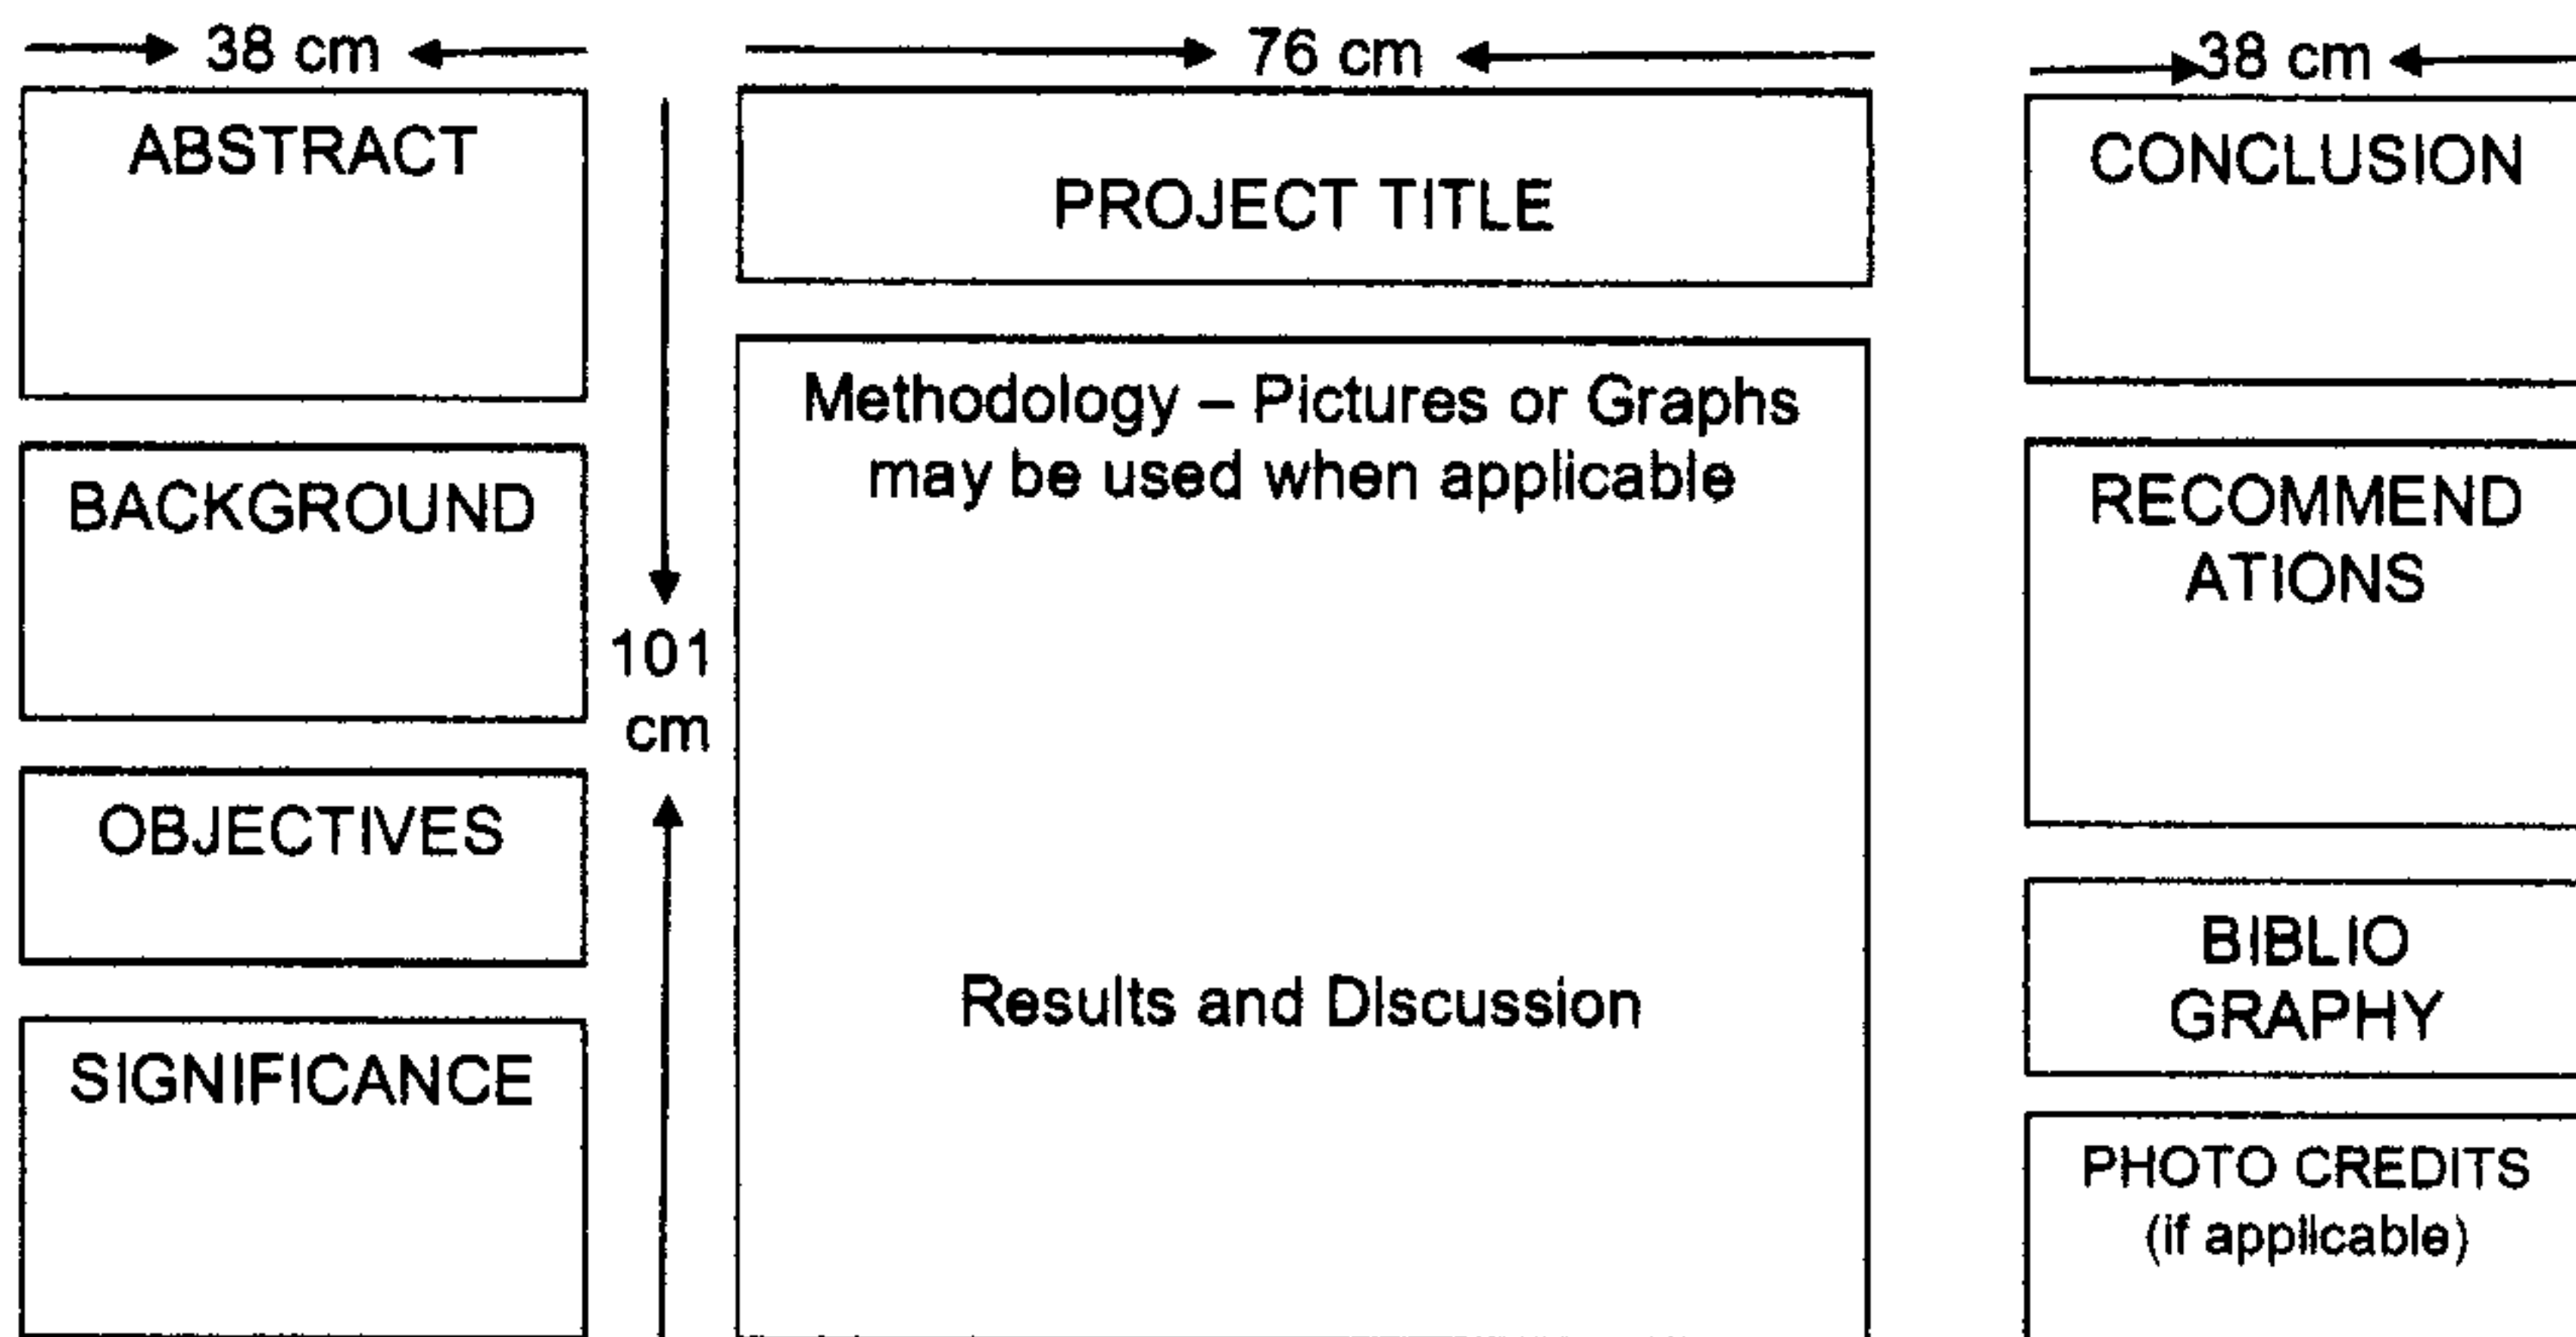 38 cm
ABSTRACT
BACKGROUND
OBJECTIVES
SIGNIFICANCE
101
cm
76 cm
PROJECT TITLE
Methodology – Pictures or Graphs
may be used when applicable
Results and Discussion
38 cm
CONCLUSION
RECOMMEND
ATIONS
BIBLIO
GRAPHY
PHOTO CREDITS
(if applicable)